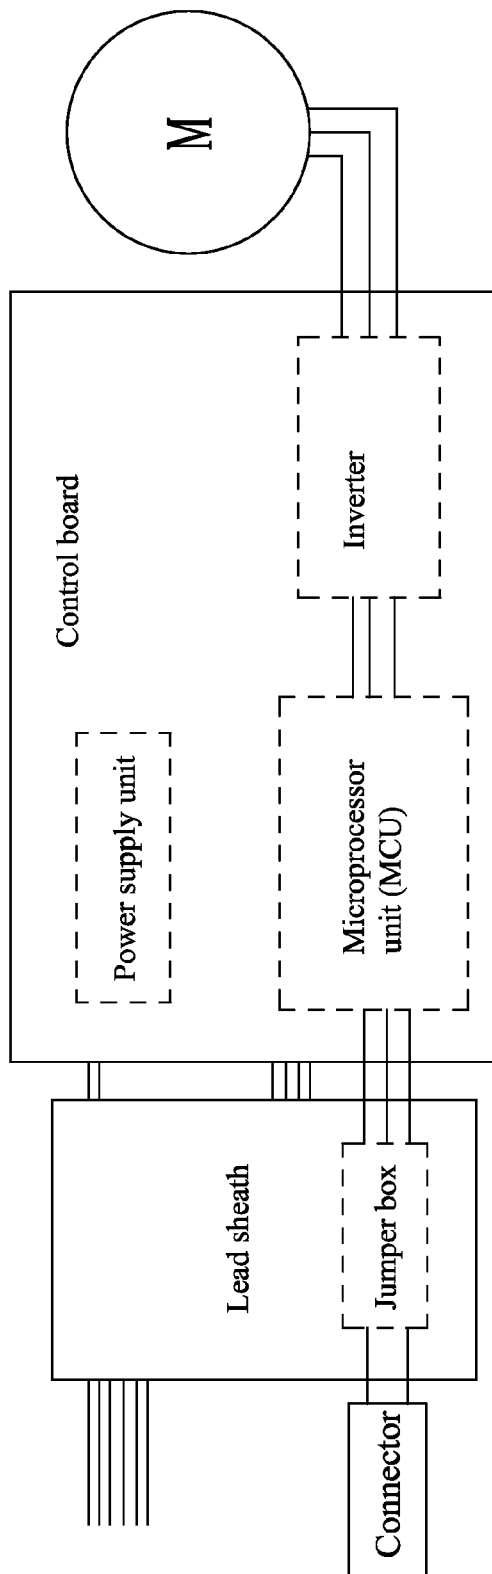 M
Control board
Power supply unit
Inverter
Microprocessor
unit (MCU)
Lead sheath
Jumper box
Connector